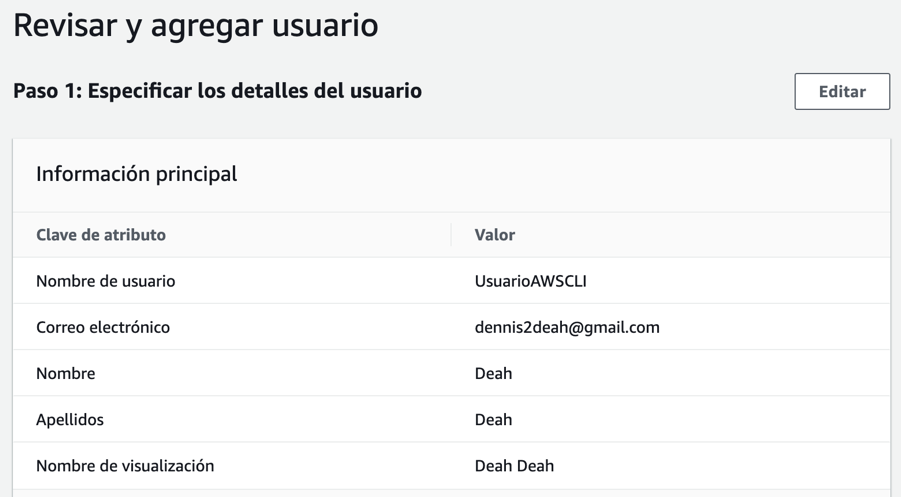 Revisar y agregar usuario
Paso 1: Especificar los detalles del usuario
Editar
Información principal
Clave de atributo Valor
Nombre de usuario UsuarioAWSCLI
Correo electrónico dennis2deah@gmail.com
Nombre Deah
Apellidos Deah
Nombre de visualización Deah Deah